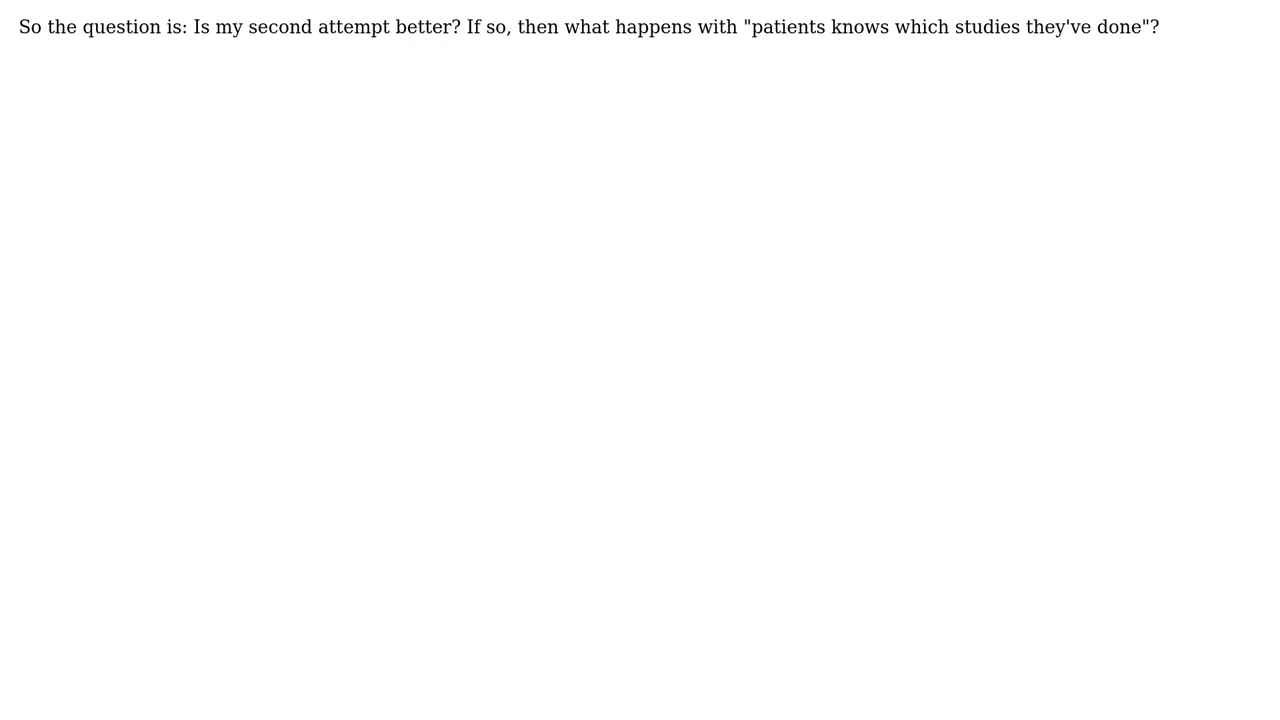 So the question is: Is my second attempt better? If so, then what happens with "patients knows which studies they've done"?